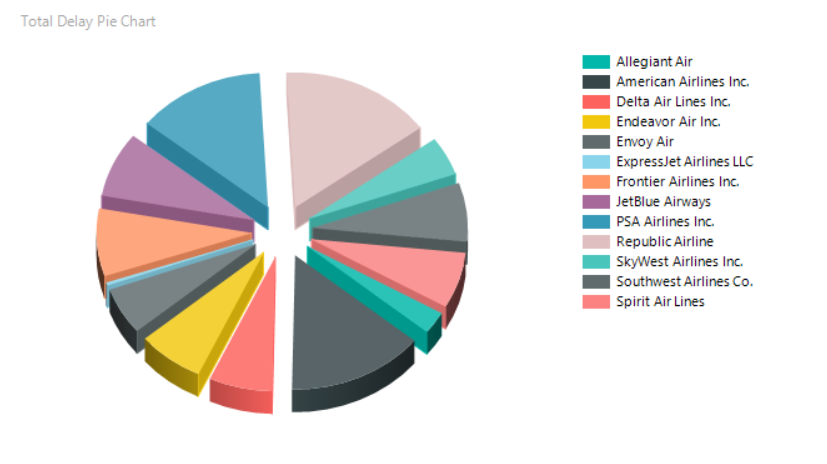 Total Delay Pie Chart
Allegiant Air
American Airlines Inc.
Delta Air Lines Inc.
Endeavor Air Inc.
Envoy Air
ExpressJet Airlines LLC
Frontier Airlines Inc.
JetBlue Airways
PSA Airlines Inc.
Republic Airline
SkyWest Airlines Inc.
Southwest Airlines Co.
Spirit Air Lines